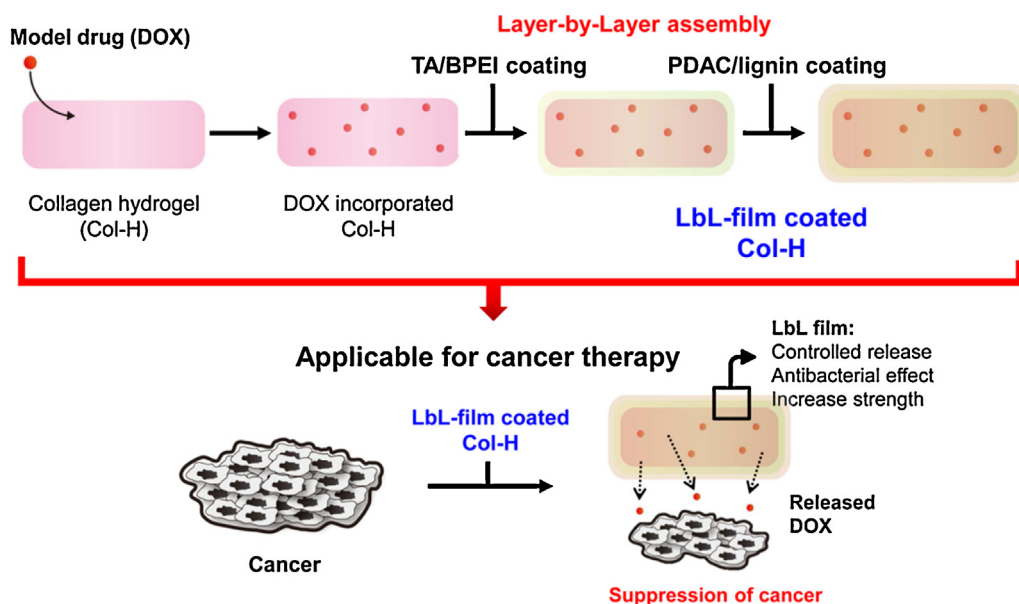 Layer-by-Layer assembly
Model drug (DOX)
TA/BPEI coating
PDAC/lignin coating
Collagen hydrogel
(Col-H)
DOX incorporated
Col-H
LbL-film coated
Col-H
Applicable for cancer therapy
LbL film:
Controlled release
Antibacterial effect
Increase strength
LbL-film coated
Col-H
Cancer
Released
DOX
Suppression of cancer